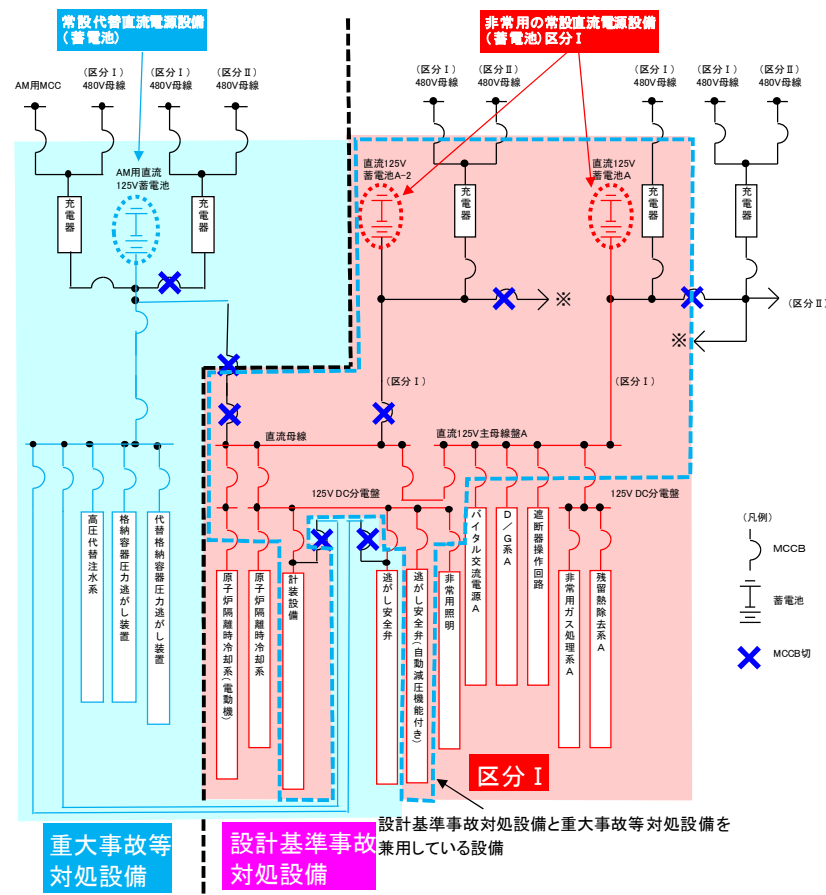 常設代替直流電源設備
(蓄電池)
非常用の常設直流電源設備
(蓄電池)区分Ⅰ
AM用MCC
(区分Ⅰ)
480V母線
(区分Ⅰ)
480V母線
(区分Ⅱ)
480V母線
(区分Ⅰ)
480V母線
(区分Ⅱ)
480V母線
(区分Ⅰ)
480V母線
(区分Ⅰ)
480V母線
(区分Ⅱ)
480V母線
AM用直流
125V蓄電池
直流125V
蓄電池A-2
直流125V
蓄電池A
充電器
充電器
充電器
充電器
充電器
※
(区分Ⅱ)
※
(区分Ⅰ)
(区分Ⅰ)
直流母線
直流125V主母線盤A
125V DC分電盤
125V DC分電盤
高圧代替注水系
格納容器圧力逃がし装置
代替格納容器圧力逃がし装置
原子炉隔離時冷却系(電動機)
原子炉隔離時冷却系
計装設備
逃がし安全弁
逃がし安全弁(自動減圧機能付き)
非常用照明
バイタル交流電源A
D/G系A
遮断器操作回路
非常用ガス処理系A
残留熱除去系A
(凡例)
MCCB
蓄電池
MCCB切
区分Ⅰ
設計基準事故対処設備と重大事故等対処設備を
兼用している設備
重大事故等
対処設備
設計基準事故
対処設備